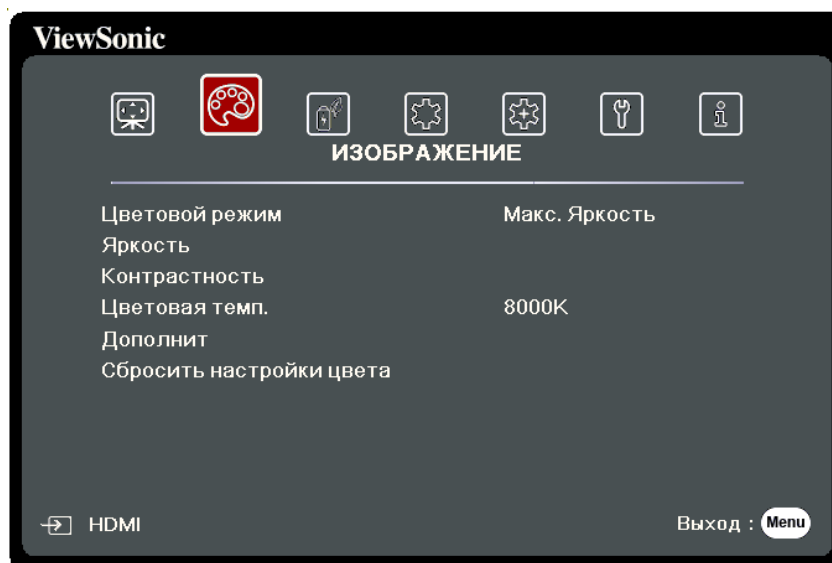 ViewSonic
ИЗОБРАЖЕНИЕ
Цветовой режим Макс. Яркость
Яркость
Контрастность
Цветовая темп. 8000K
Дополнит
Сбросить настройки цвета
HDMI Выход : Menu